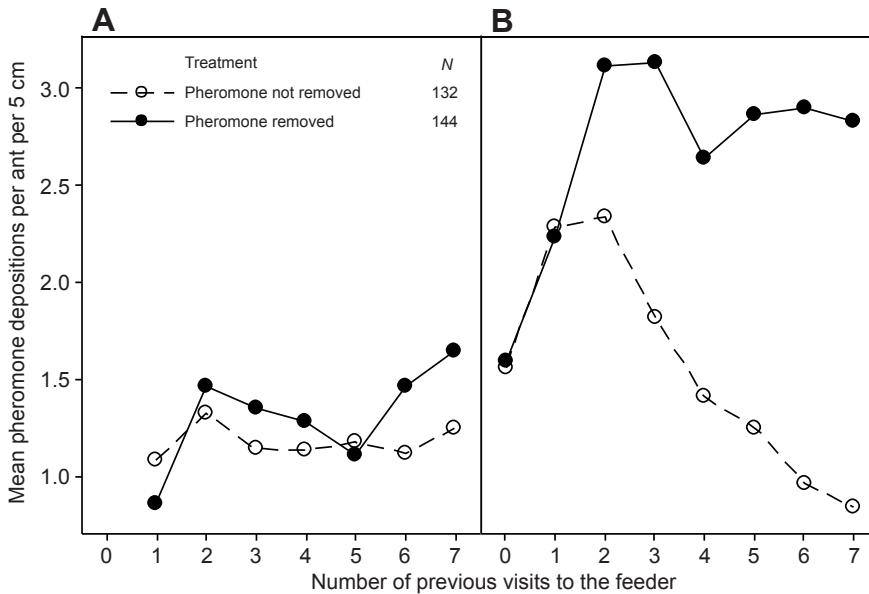 A
B
Treatment N
Pheromone not removed 132
Pheromone removed 144
Mean pheromone depositions per ant per 5 cm
3.0
2.5
2.0
1.5
1.0
0 1 2 3 4 5 6 7
0 1 2 3 4 5 6 7
Number of previous visits to the feeder